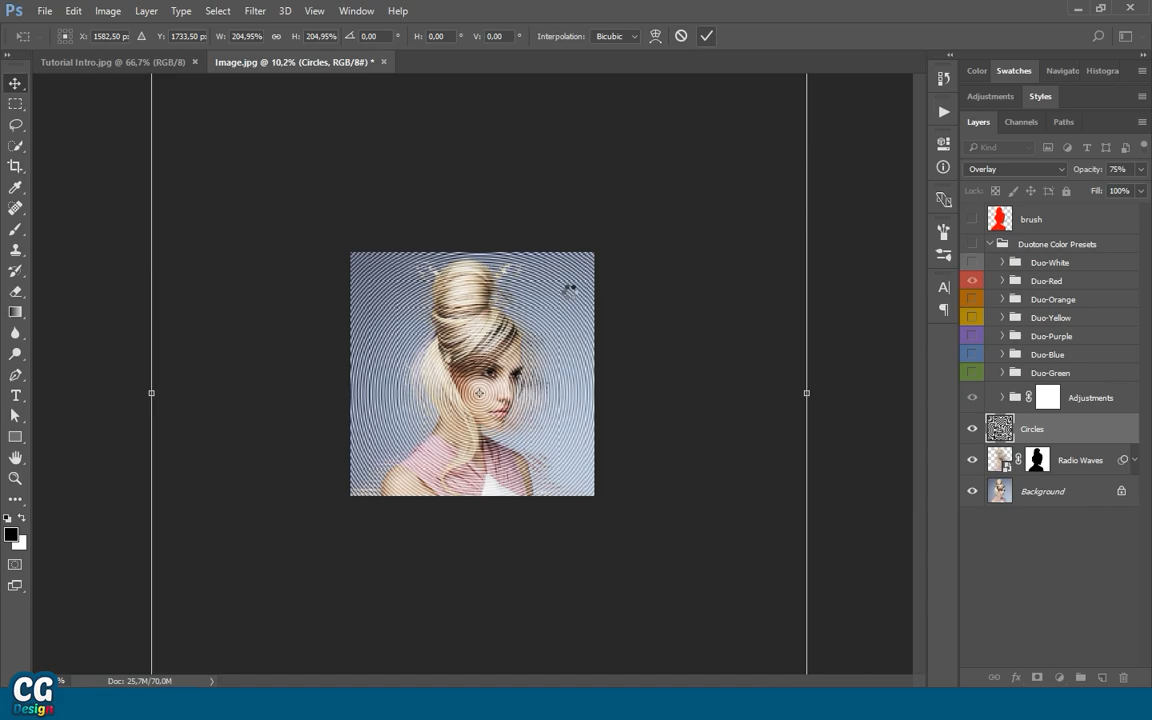 Ps File Edit Image Layer Type Select Filter 3D View Window Help
X: 1582,50 px Y: 1733,50 px W: 204,95% H: 204,95% 0,00 ° H: 0,00 ° V: 0,00 ° Interpolation: Bicubic
Tutorial Intro.jpg @ 66,7% (RGB/8) × Image.jpg @ 10,2% (Circles, RGB/8#) * ×
Color Swatches Navigato Histogra
Adjustments Styles
Layers Channels Paths
Kind
Overlay Opacity: 75%
Lock: Fill: 100%
brush
Duotone Color Presets
Duo-White
Duo-Red
Duo-Orange
Duo-Yellow
Duo-Purple
Duo-Blue
Duo-Green
Adjustments
Circles
Radio Waves
Background
% Doc: 25,7M/70,0M
CG
Design